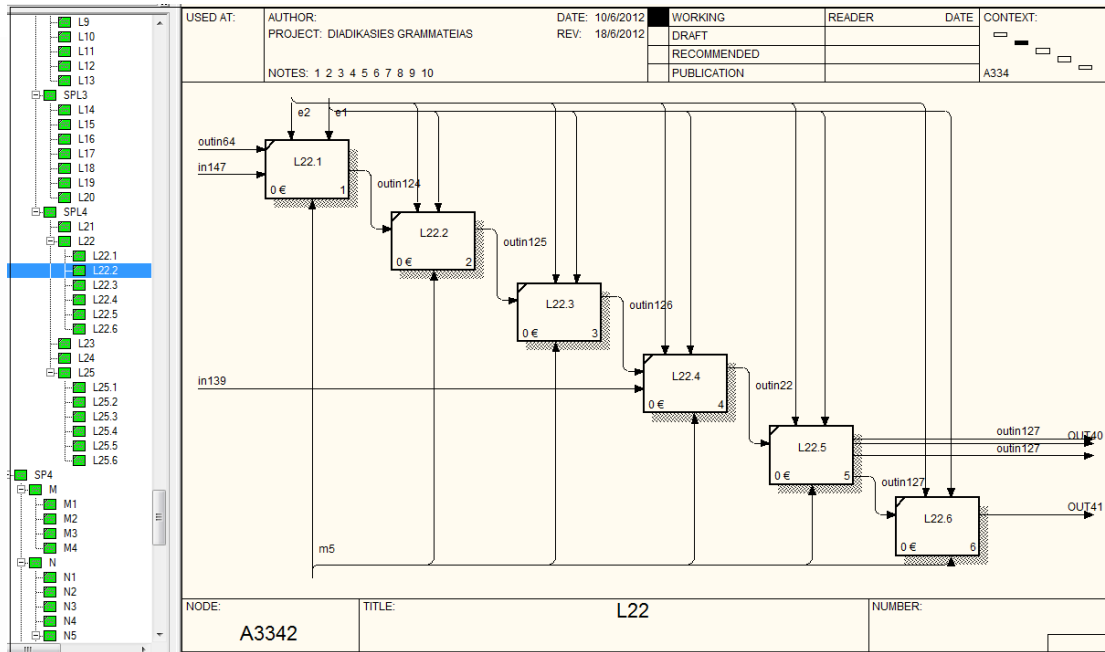 L9
L10
L11
L12
L13
SPL3
L14
L15
L16
L17
L18
L19
L20
SPL4
L21
L22
L22.1
L22.2
L22.3
L22.4
L22.5
L22.6
L23
L24
L25
L25.1
L25.2
L25.3
L25.4
L25.5
L25.6
SP4
M
M1
M2
M3
M4
N
N1
N2
N3
N4
N5
USED AT:
AUTHOR:
DATE: 10/6/2012
PROJECT: DIADIKASIES GRAMMATEIAS
REV: 18/6/2012
NOTES: 1 2 3 4 5 6 7 8 9 10
WORKING
DRAFT
RECOMMENDED
PUBLICATION
READER
DATE
CONTEXT:
A334
e2
e1
outin64
in147
L22.1
0 €
1
outin124
L22.2
0 €
2
outin125
L22.3
0 €
3
outin126
in139
L22.4
0 €
4
outin22
L22.5
0 €
5
outin127
OUT40
outin127
outin127
L22.6
0 €
6
OUT41
m5
NODE:
A3342
TITLE:
L22
NUMBER: